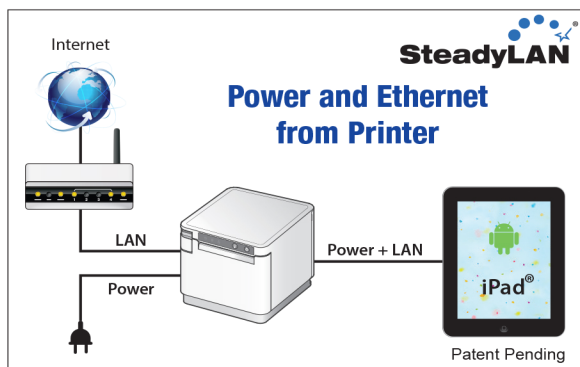 Internet
SteadyLAN®
Power and Ethernet
from Printer
LAN
Power + LAN
Power
iPad®
Patent Pending